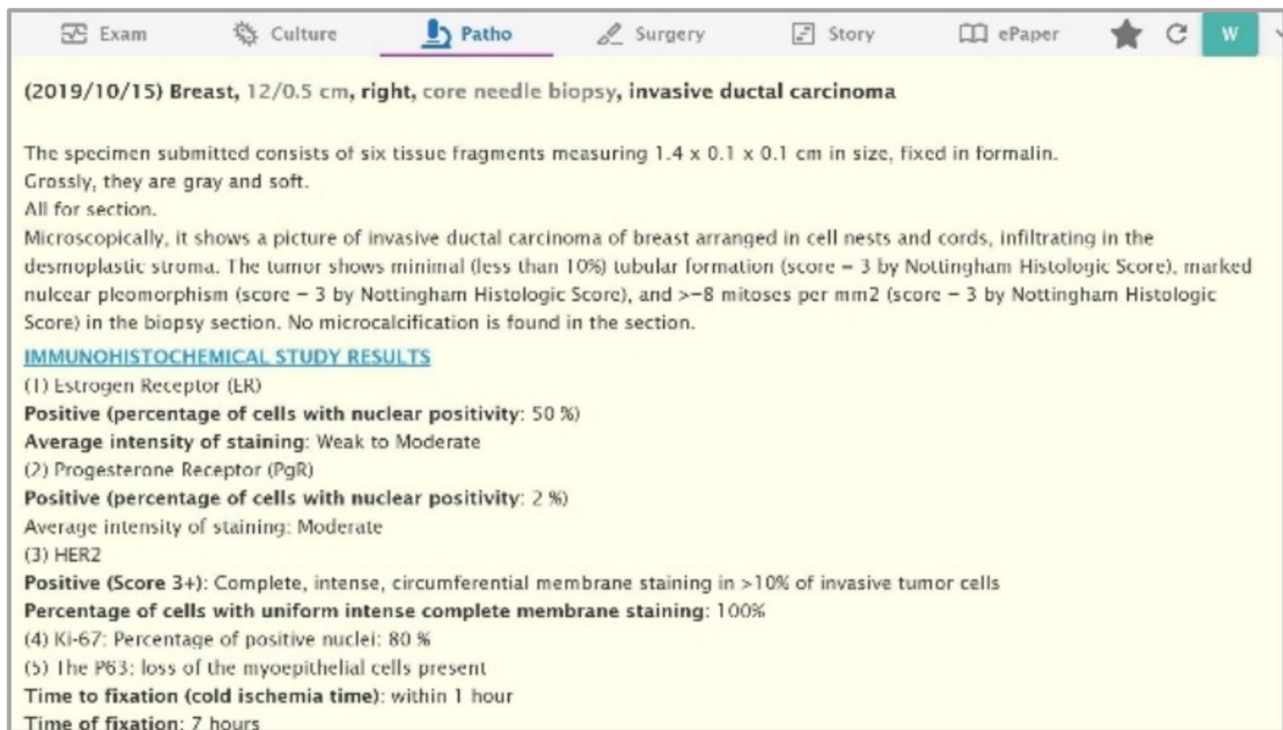 Exam Culture Patho Surgery Story ePaper W
(2019/10/15) Breast, 12/0.5 cm, right, core needle biopsy, invasive ductal carcinoma
The specimen submitted consists of six tissue fragments measuring 1.4 x 0.1 x 0.1 cm in size, fixed in formalin.
Grossly, they are gray and soft.
All for section.
Microscopically, it shows a picture of invasive ductal carcinoma of breast arranged in cell nests and cords, infiltrating in the
desmoplastic stroma. The tumor shows minimal (less than 10%) tubular formation (score = 3 by Nottingham Histologic Score), marked
nulcear pleomorphism (score = 3 by Nottingham Histologic Score), and >=8 mitoses per mm2 (score = 3 by Nottingham Histologic
Score) in the biopsy section. No microcalcification is found in the section.
IMMUNOHISTOCHEMICAL STUDY RESULTS
(1) Estrogen Receptor (ER)
Positive (percentage of cells with nuclear positivity: 50 %)
Average intensity of staining: Weak to Moderate
(2) Progesterone Receptor (PgR)
Positive (percentage of cells with nuclear positivity: 2 %)
Average intensity of staining: Moderate
(3) HER2
Positive (Score 3+): Complete, intense, circumferential membrane staining in >10% of invasive tumor cells
Percentage of cells with uniform intense complete membrane staining: 100%
(4) Ki-67: Percentage of positive nuclei: 80 %
(5) The P63: loss of the myoepithelial cells present
Time to fixation (cold ischemia time): within 1 hour
Time of fixation: 7 hours